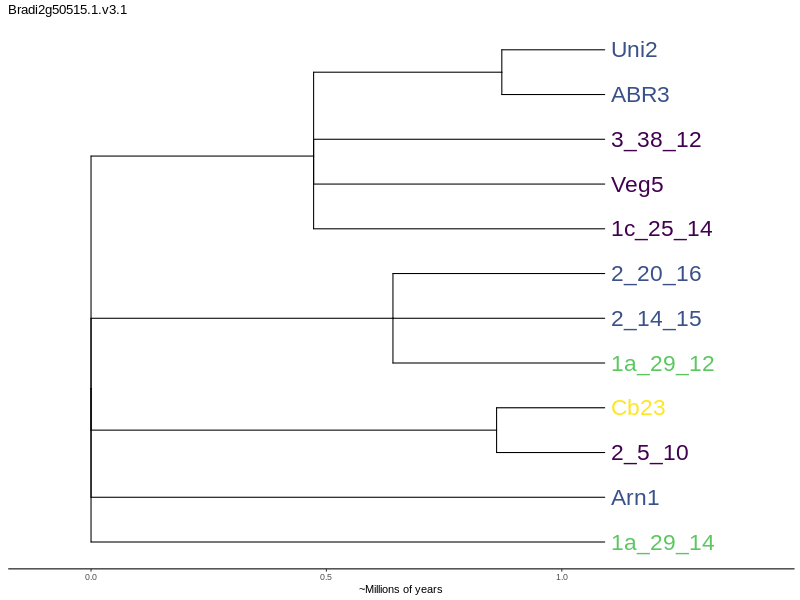 Bradi2g50515.1.v3.1
Uni2
ABR3
3_38_12
Veg5
1c_25_14
2_20_16
2_14_15
1a_29_12
Cb23
2_5_10
Arn1
1a_29_14
0.0 0.5 1.0
~Millions of years